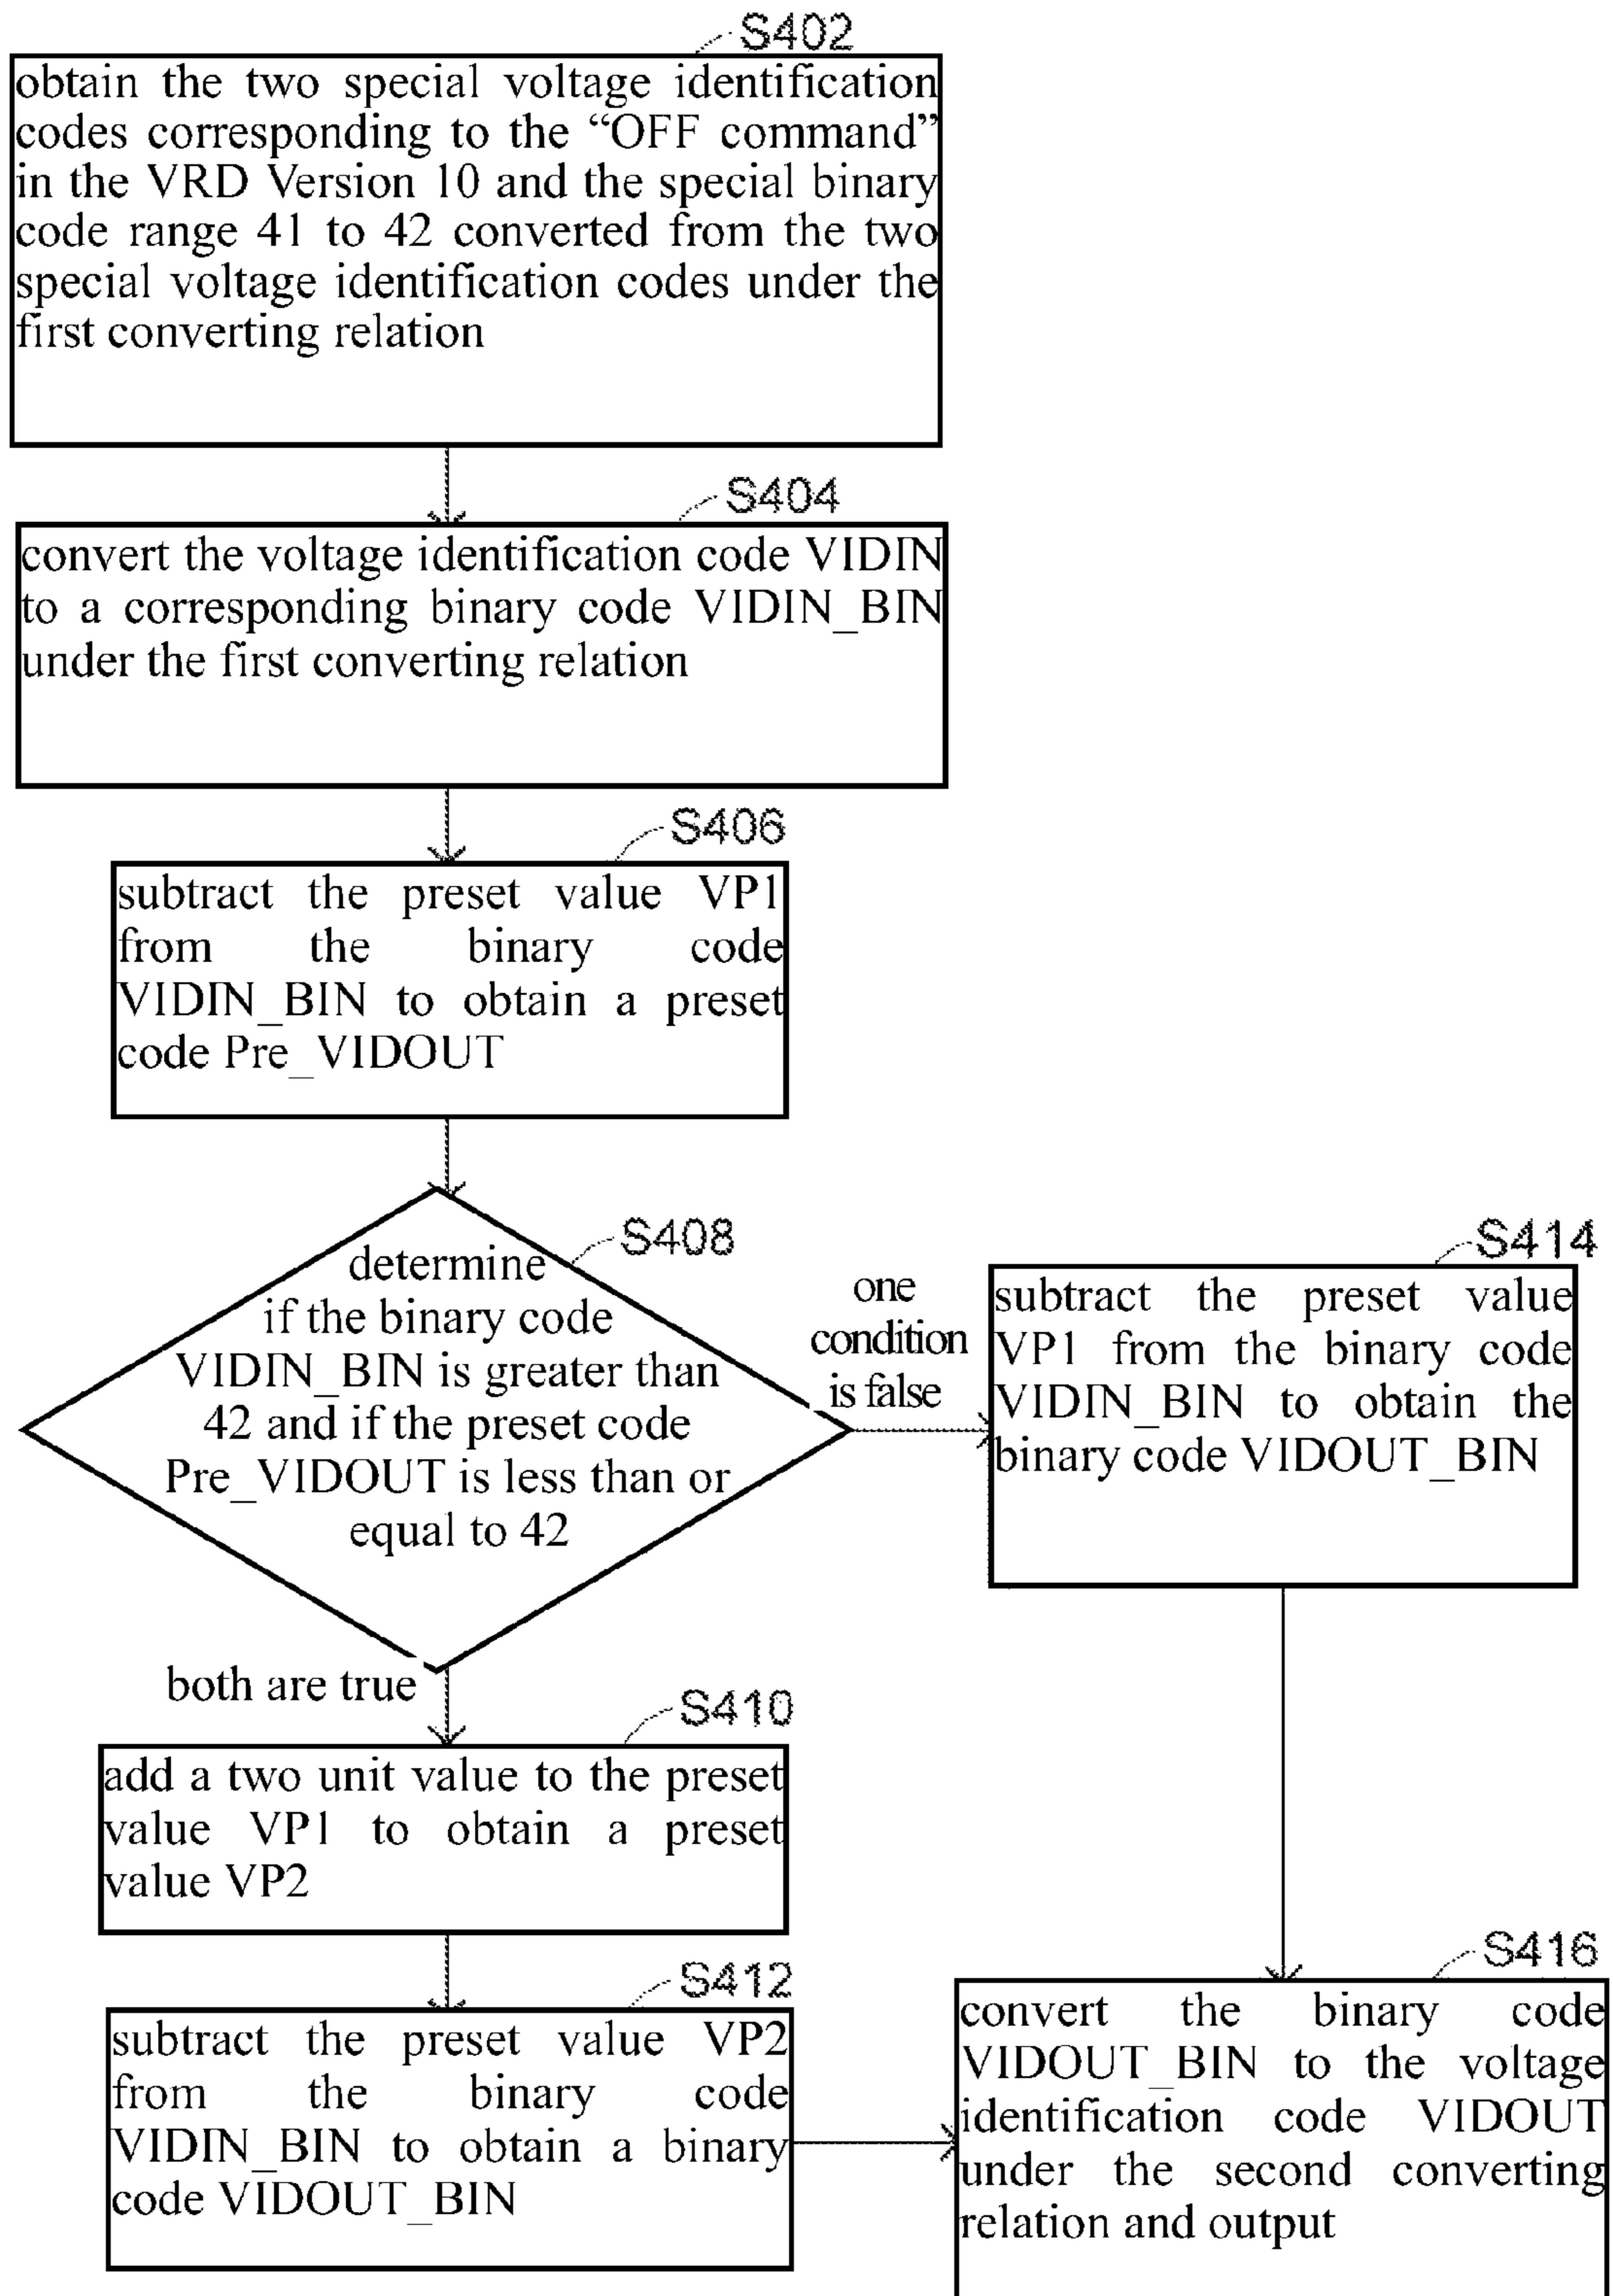 S402
obtain the two special voltage identification
codes corresponding to the “OFF command”
in the VRD Version 10 and the special binary
code range 41 to 42 converted from the two
special voltage identification codes under the
first converting relation
S404
convert the voltage identification code VIDIN
to a corresponding binary code VIDIN_BIN
under the first converting relation
S406
subtract the preset value VP1
from the binary code
VIDIN_BIN to obtain a preset
code Pre_VIDOUT
S408
determine
if the binary code
VIDIN_BIN is greater than
42 and if the preset code
Pre_VIDOUT is less than or
equal to 42
one
condition
is false
S414
subtract the preset value
VP1 from the binary code
VIDIN_BIN to obtain the
binary code VIDOUT_BIN
both are true
S410
add a two unit value to the preset
value VP1 to obtain a preset
value VP2
S412
subtract the preset value VP2
from the binary code
VIDIN_BIN to obtain a binary
code VIDOUT_BIN
S416
convert the binary code
VIDOUT_BIN to the voltage
identification code VIDOUT
under the second converting
relation and output